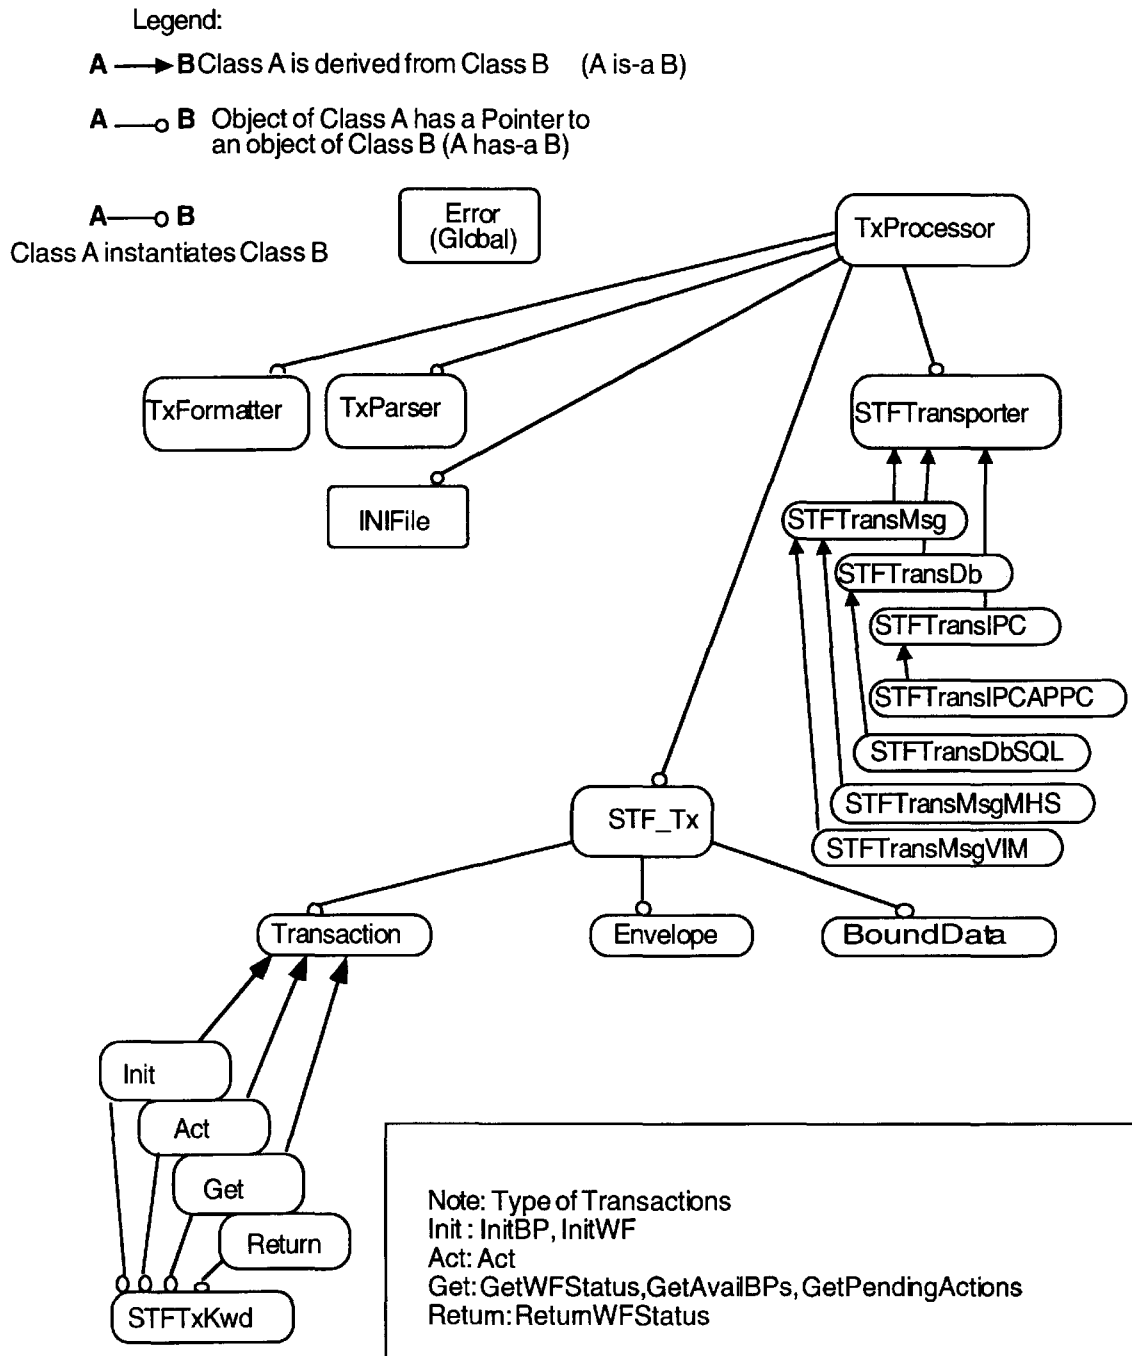 Legend:
A B Class A is derived from Class B (A is-a B)
A B Object of Class A has a Pointer to
an object of Class B (A has-a B)
A B
Class A instantiates Class B
Error
(Global)
TxProcessor
TxFormatter
TxParser
STFTransporter
INIFile
STFTransMsg
STFTransDb
STFTransIPC
STFTransIPCAPPC
STFTransDbSQL
STFTransMsgMHS
STFTransMsgVIM
STF_Tx
Transaction
Envelope
BoundData
Init
Act
Get
Return
STFTxKwd
Note: Type of Transactions
Init : InitBP, InitWF
Act: Act
Get: GetWFStatus,GetAvailBPs, GetPendingActions
Return: ReturnWFStatus